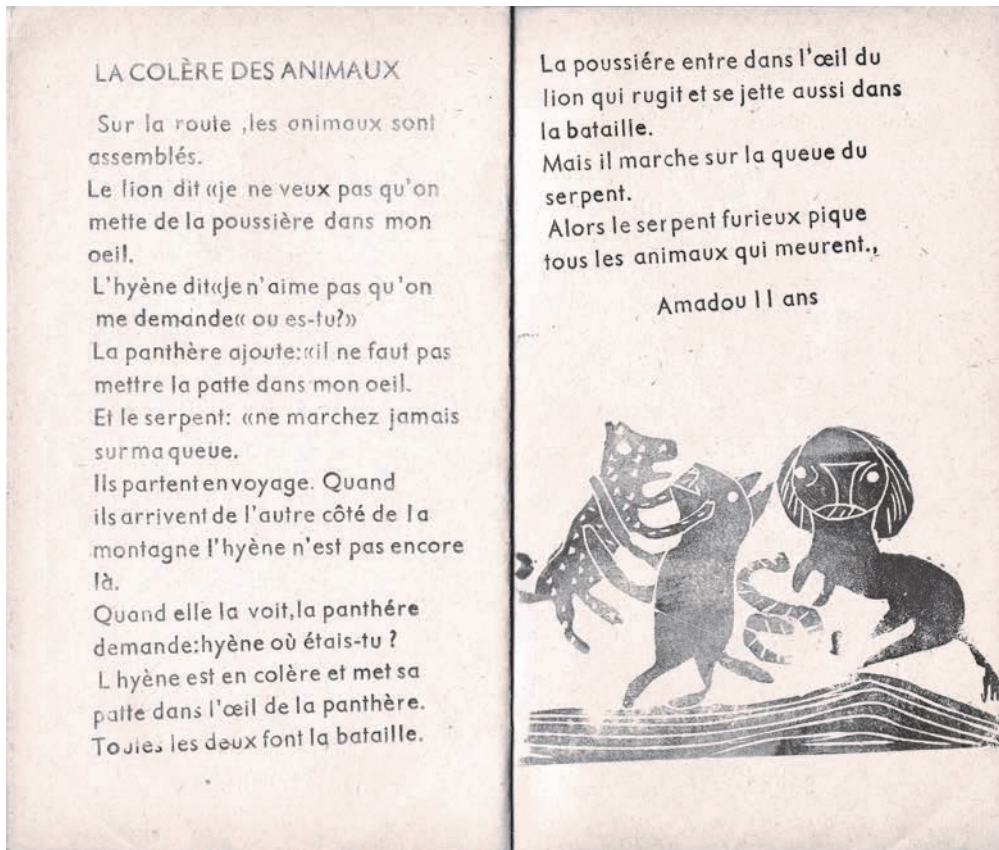 LA COLÈRE DES ANIMAUX
Sur la route ,les animaux sont
assemblés.
Le lion dit «je ne veux pas qu'on
mette de la poussière dans mon
oeil.
L'hyène dit«Je n'aime pas qu'on
me demande« ou es-tu?»
La panthère ajoute:«il ne faut pas
mettre la patte dans mon oeil.
Et le serpent: «ne marchez jamais
sur ma queue.
Ils partent en voyage. Quand
ils arrivent de l'autre côté de la
montagne l'hyène n'est pas encore
là.
Quand elle la voit,la panthére
demande:hyène où étais-tu ?
L hyène est en colère et met sa
patte dans l'œil de la panthère.
Toutes les deux font la bataille.
La poussiére entre dans l'œil du
lion qui rugit et se jette aussi dans
la bataille.
Mais il marche sur la queue du
serpent.
Alors le serpent furieux pique
tous les animaux qui meurent.,
Amadou 11 ans